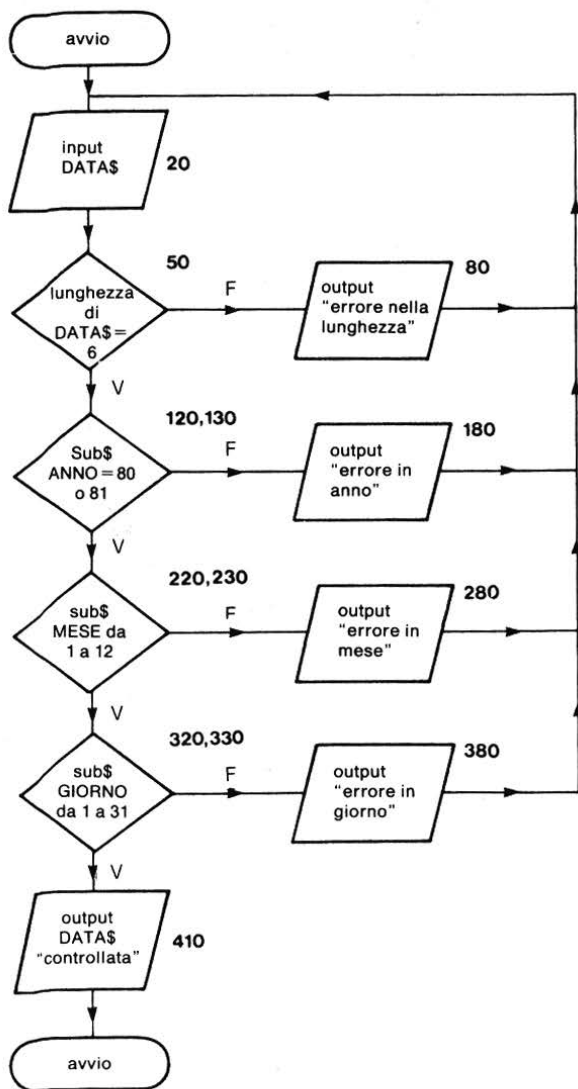 avvio
input
DATA$
20
50
lunghezza
di
DATA$=
6
F
80
output
"errore nella
lunghezza"
V
120,130
Sub$
ANNO=80
o 81
F
180
output
"errore in
anno"
V
220,230
sub$
MESE da
1 a 12
F
280
output
"errore in
mese"
V
320,330
sub$
GIORNO
da 1 a 31
F
380
output
"errore in
giorno"
V
output
DATA$
"controllata"
410
avvio